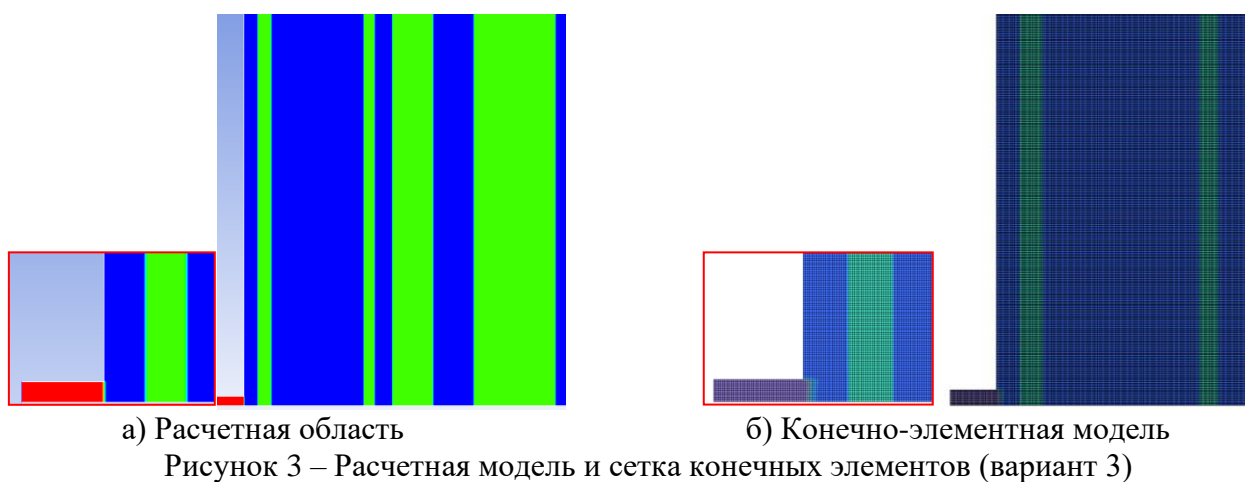 а) Расчетная область
б) Конечно-элементная модель
Рисунок 3 – Расчетная модель и сетка конечных элементов (вариант 3)